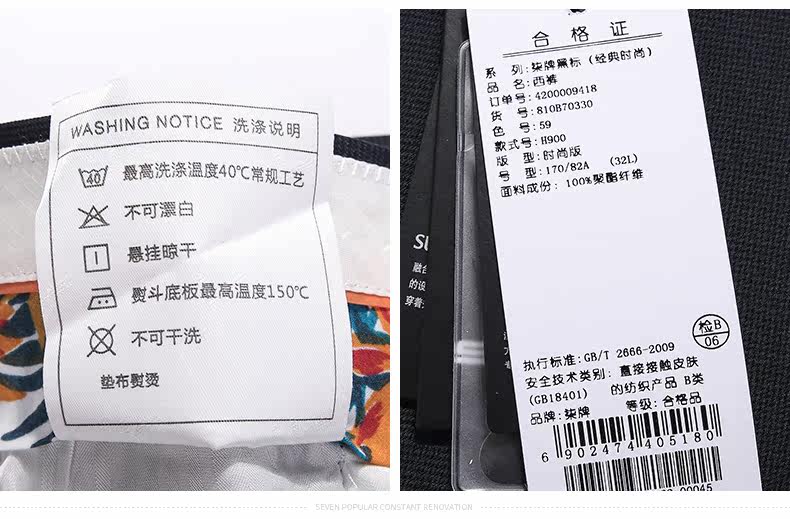 WASHING NOTICE 洗涤说明
40
最高洗涤温度40℃常规工艺
不可漂白
悬挂晾干
熨斗底板最高温度150℃
不可干洗
垫布熨烫
合格证
系 列:柒牌黑标(经典时尚)
品 名:西裤
订单号:4200009418
货 号:810B70330
色 号:59
款式号:H900
版 型:时尚版
号 型:170/82A (32L)
面料成份:100%聚酯纤维
检B
06
执行标准:GB/T 2666-2009
安全技术类别:直接接触皮肤
(GB18401) 的纺织产品 B类
品牌:柒牌 等级:合格品
6 902474 405180
00045
融合
的设
穿着
SEVEN POPULAR CONSTANT RENOVATION